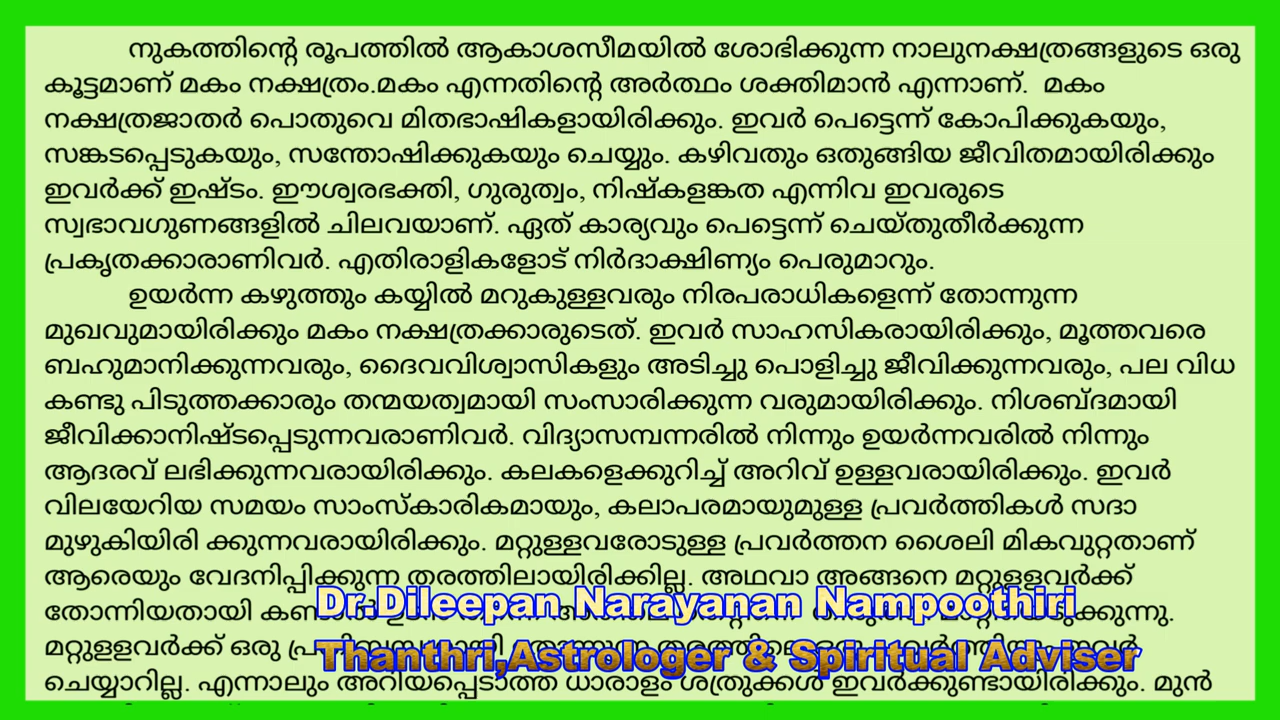 നുകത്തിന്റെ രൂപത്തിൽ ആകാശസീമയിൽ ശോഭിക്കുന്ന നാലുനക്ഷത്രങ്ങളുടെ ഒരു
കൂട്ടമാണ് മകം നക്ഷത്രം.മകം എന്നതിന്റെ അർത്ഥം ശക്തിമാൻ എന്നാണ്. മകം
നക്ഷത്രജാതർ പൊതുവെ മിതഭാഷികളായിരിക്കും. ഇവർ പെട്ടെന്ന് കോപിക്കുകയും,
സങ്കടപ്പെടുകയും, സന്തോഷിക്കുകയും ചെയ്യും. കഴിവതും ഒതുങ്ങിയ ജീവിതമായിരിക്കും
ഇവർക്ക് ഇഷ്ടം. ഈശ്വരഭക്തി, ഗുരുത്വം, നിഷ്കളങ്കത എന്നിവ ഇവരുടെ
സ്വഭാവഗുണങ്ങളിൽ ചിലവയാണ്. ഏത് കാര്യവും പെട്ടെന്ന് ചെയ്തുതീർക്കുന്ന
പ്രകൃതക്കാരാണിവർ. എതിരാളികളോട് നിർദാക്ഷിണ്യം പെരുമാറും.
ഉയർന്ന കഴുത്തും കയ്യിൽ മറുകുള്ളവരും നിരപരാധികളെന്ന് തോന്നുന്ന
മുഖവുമായിരിക്കും മകം നക്ഷത്രക്കാരുടെത്. ഇവർ സാഹസികരായിരിക്കും, മൂത്തവരെ
ബഹുമാനിക്കുന്നവരും, ദൈവവിശ്വാസികളും അടിച്ചു പൊളിച്ചു ജീവിക്കുന്നവരും, പല വിധ
കണ്ടു പിടുത്തക്കാരും തന്മയത്വമായി സംസാരിക്കുന്ന വരുമായിരിക്കും. നിശബ്ദമായി
ജീവിക്കാനിഷ്ടപ്പെടുന്നവരാണിവർ. വിദ്യാസമ്പന്നരിൽ നിന്നും ഉയർന്നവരിൽ നിന്നും
ആദരവ് ലഭിക്കുന്നവരായിരിക്കും. കലകളെക്കുറിച്ച് അറിവ് ഉള്ളവരായിരിക്കും. ഇവർ
വിലയേറിയ സമയം സാംസ്കാരികമായും, കലാപരമായുമുള്ള പ്രവർത്തികൾ സദാ
മുഴുകിയിരി ക്കുന്നവരായിരിക്കും. മറ്റുള്ളവരോടുള്ള പ്രവർത്തന ശൈലി മികവുറ്റതാണ്
ആരെയും വേദനിപ്പിക്കുന്ന തരത്തിലായിരിക്കില്ല. അഥവാ അങ്ങനെ മറ്റുളളവർക്ക്
തോന്നിയതായി
Dr.Dileepan Narayanan Nampoothiri
മറ്റുളളവർക്ക് ഒരു
Thanthri,Astrologer & Spiritual Adviser
ചെയ്യാറില്ല. എന്നാലും അറിയപ്പെടാത്ത ധാരാളം ശത്രുക്കൾ ഇവർക്കുണ്ടായിരിക്കും. മുൻ